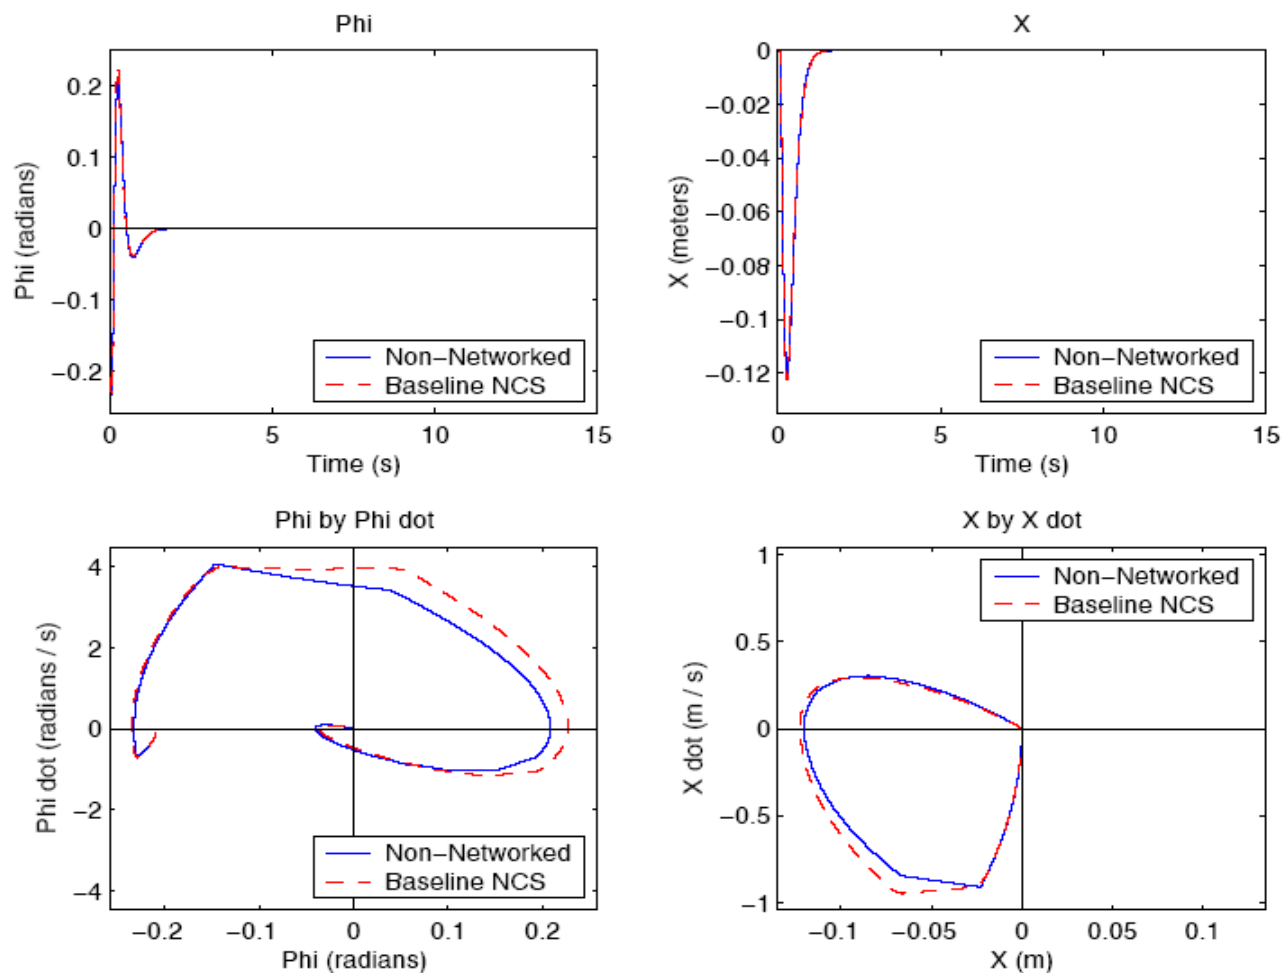 Phi
0.2
0.1
0
−0.1
−0.2
Phi (radians)
Non−Networked
Baseline NCS
0 5 10 15
Time (s)
X
0
−0.02
−0.04
−0.06
−0.08
−0.1
−0.12
X (meters)
Non−Networked
Baseline NCS
0 5 10 15
Time (s)
Phi by Phi dot
4
2
0
−2
−4
Phi dot (radians / s)
Non−Networked
Baseline NCS
−0.2 −0.1 0 0.1 0.2
Phi (radians)
X by X dot
1
0.5
0
−0.5
−1
X dot (m / s)
Non−Networked
Baseline NCS
−0.1 −0.05 0 0.05 0.1
X (m)